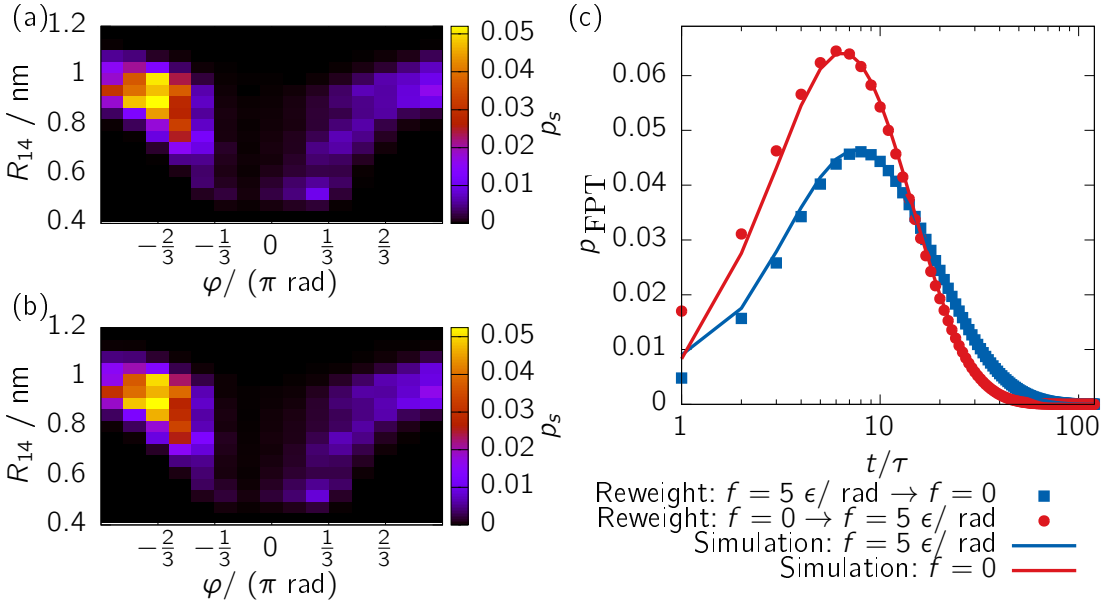 (a)
1.2
1
0.8
0.6
0.4
R14 / nm
−2/3 −1/3 0 1/3 2/3
φ/ (π rad)
0.05
0.04
0.03
0.02
0.01
0
ps
(b)
1.2
1
0.8
0.6
0.4
R14 / nm
−2/3 −1/3 0 1/3 2/3
φ/ (π rad)
0.05
0.04
0.03
0.02
0.01
0
ps
(c)
0.06
0.05
0.04
0.03
0.02
0.01
0
pFPT
1 10 100
t/τ
Reweight: f = 5 ϵ/ rad → f = 0
Reweight: f = 0 → f = 5 ϵ/ rad
Simulation: f = 5 ϵ/ rad
Simulation: f = 0